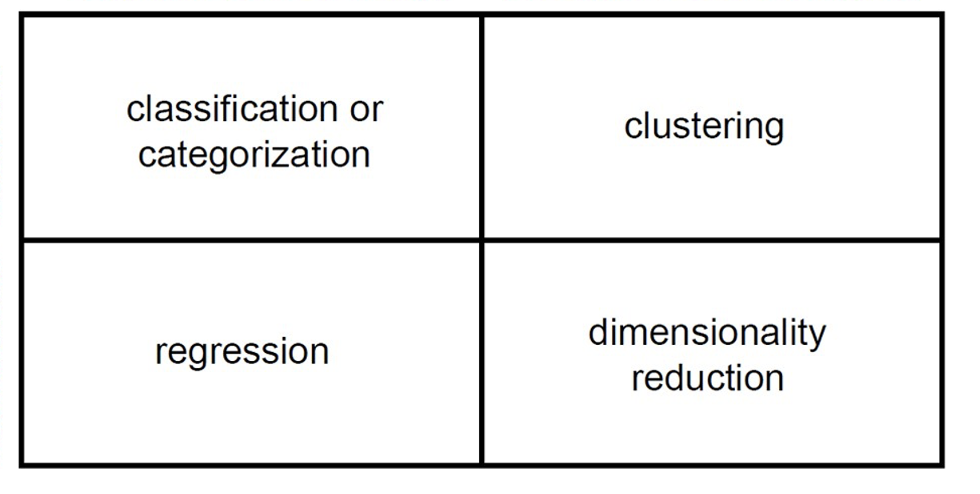 classification or
categorization
clustering
regression
dimensionality
reduction